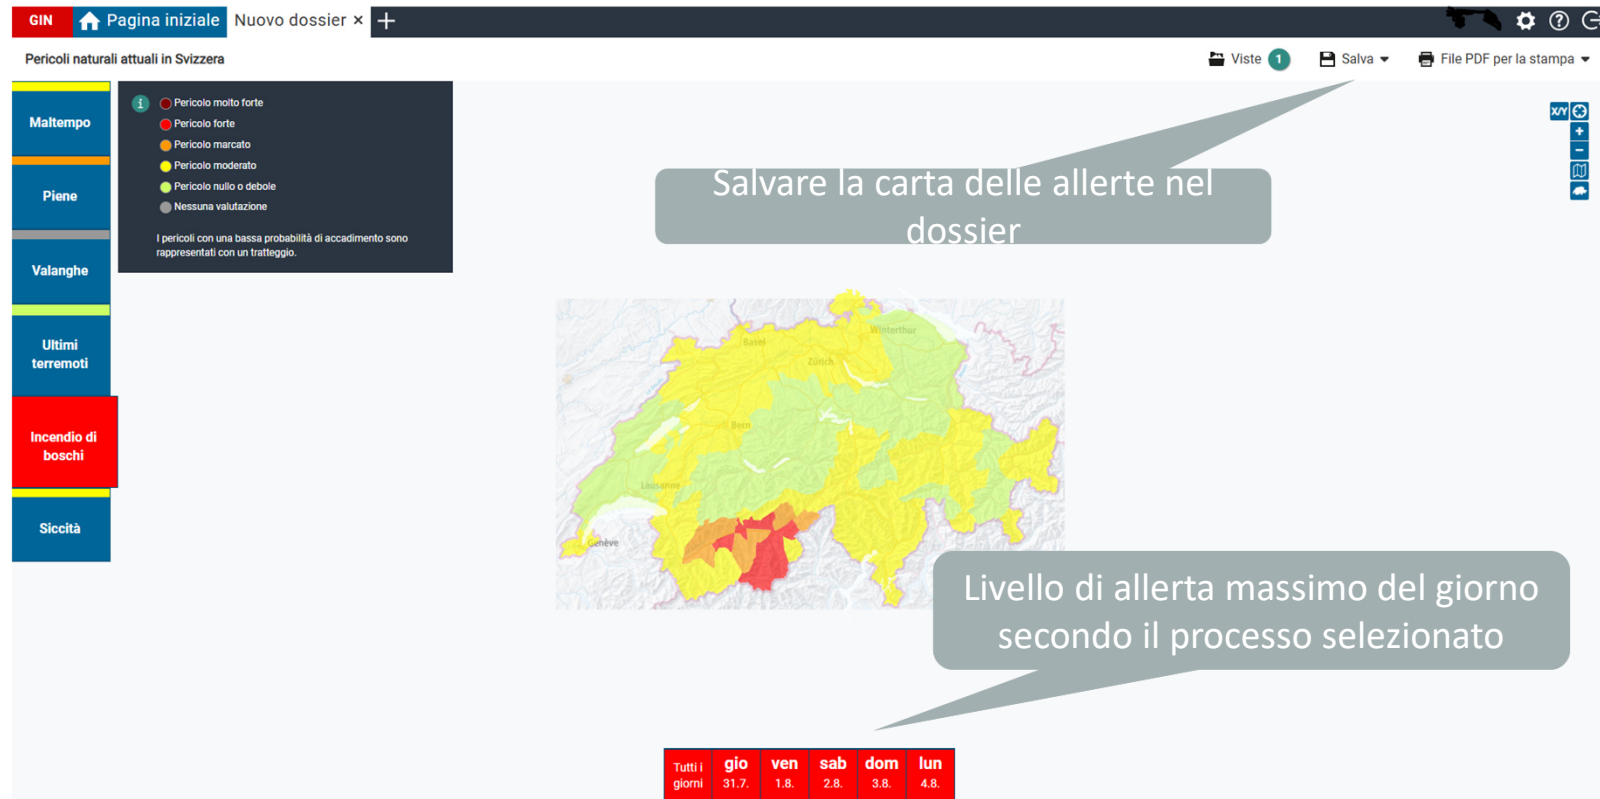 GIN Pagina iniziale Nuovo dossier × +
Pericoli naturali attuali in Svizzera
Viste 1 Salva File PDF per la stampa
Maltempo
Piene
Valanghe
Ultimi
terremoti
Incendio di
boschi
Siccità
i Pericolo molto forte
Pericolo forte
Pericolo marcato
Pericolo moderato
Pericolo nullo o debole
Nessuna valutazione
I pericoli con una bassa probabilità di accadimento sono
rappresentati con un tratteggio.
X/Y
+
−
Salvare la carta delle allerte nel
dossier
Winterthur
Basel
Zürich
Bern
Lausanne
Genève
Livello di allerta massimo del giorno
secondo il processo selezionato
Tutti i
giorni
gio
31.7.
ven
1.8.
sab
2.8.
dom
3.8.
lun
4.8.